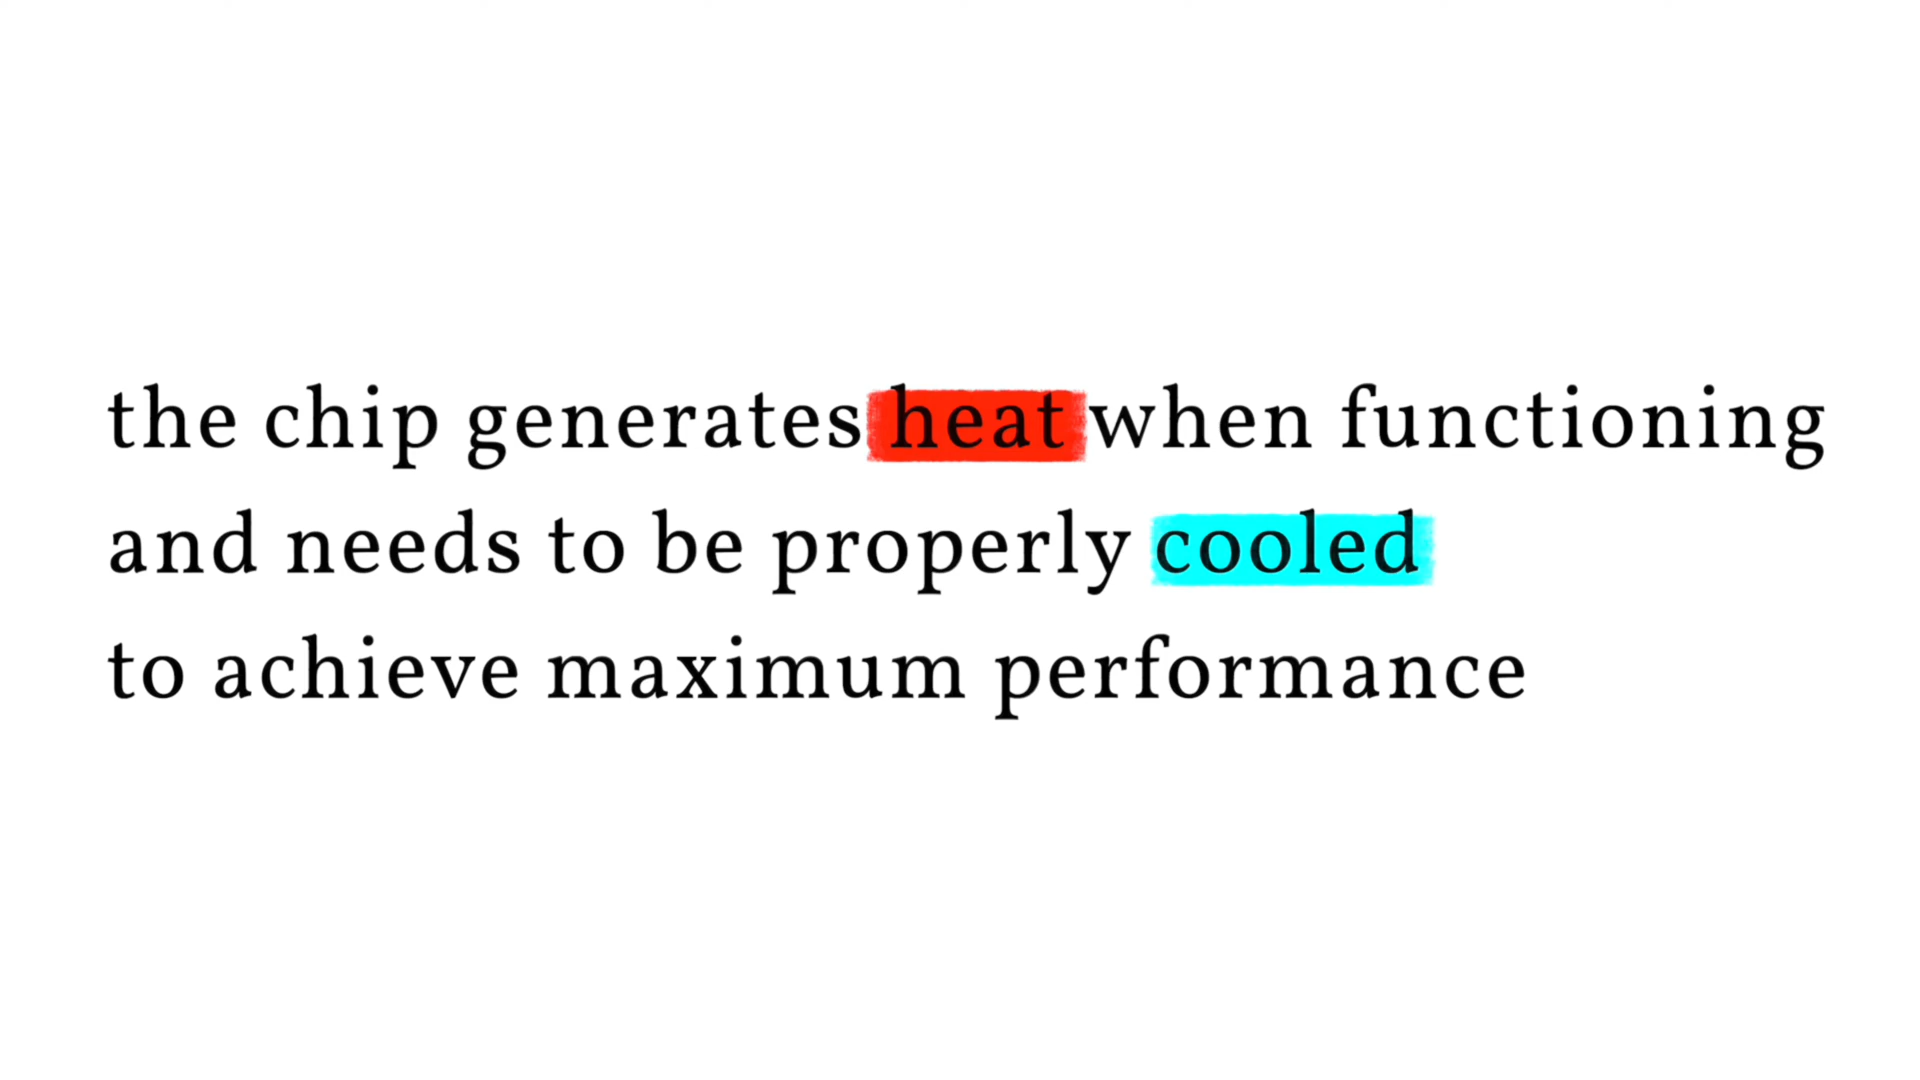 the chip generates heat when functioning
and needs to be properly cooled
to achieve maximum performance